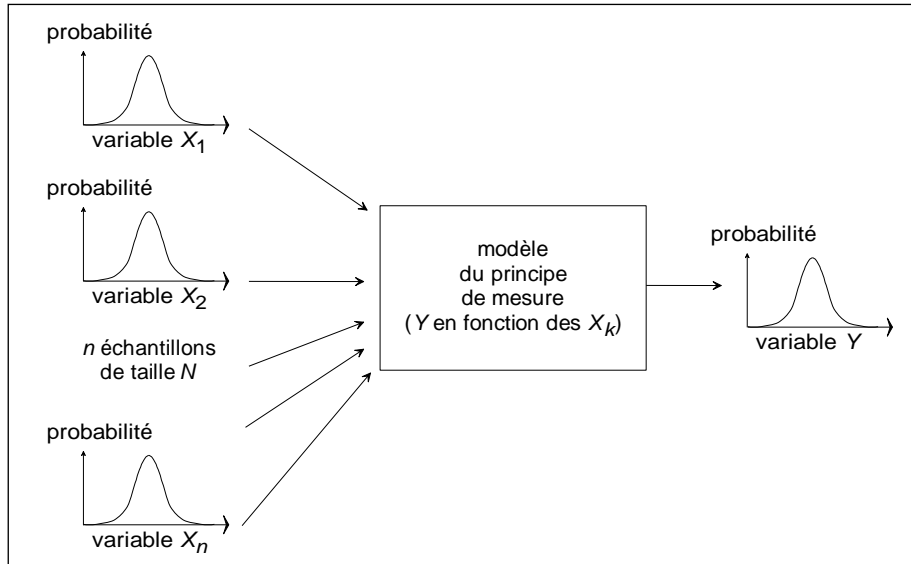 probabilité
variable X1
probabilité
variable X2
n échantillons
de taille N
probabilité
variable Xn
modèle
du principe
de mesure
(Y en fonction des Xk)
probabilité
variable Y